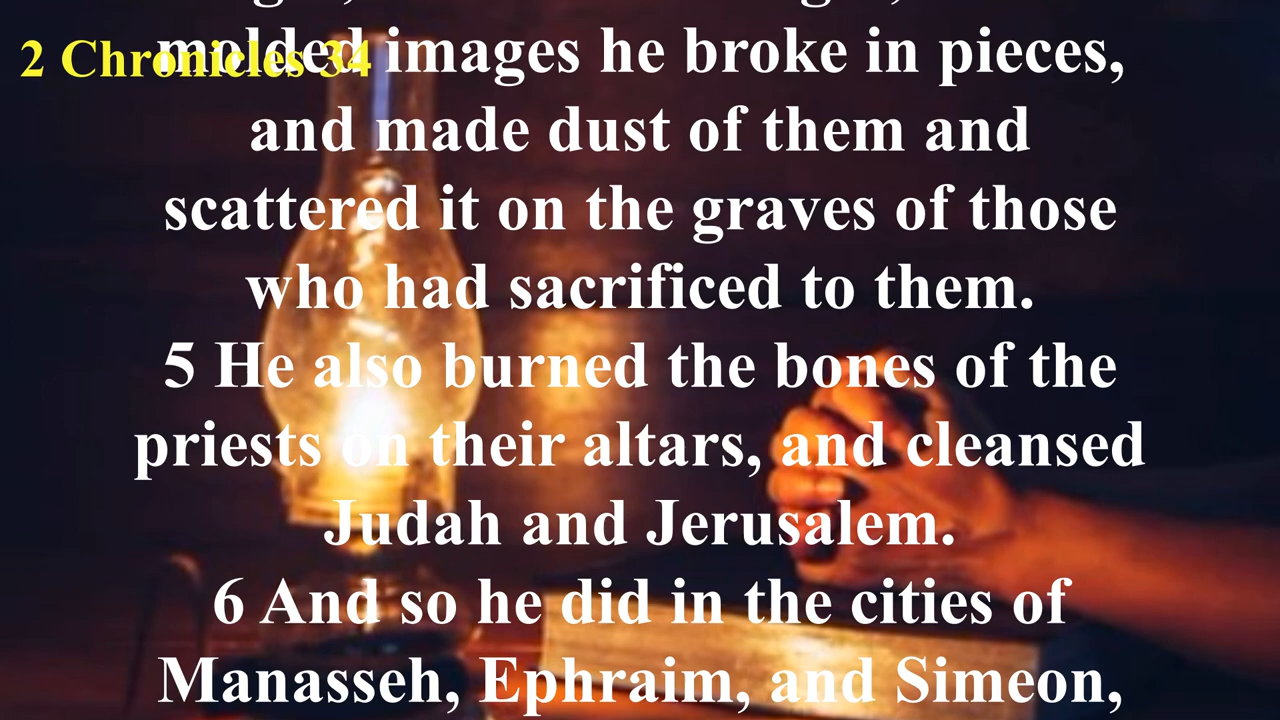 2 Chronicles 34
molded images he broke in pieces,
and made dust of them and
scattered it on the graves of those
who had sacrificed to them.
5 He also burned the bones of the
priests on their altars, and cleansed
Judah and Jerusalem.
6 And so he did in the cities of
Manasseh, Ephraim, and Simeon,